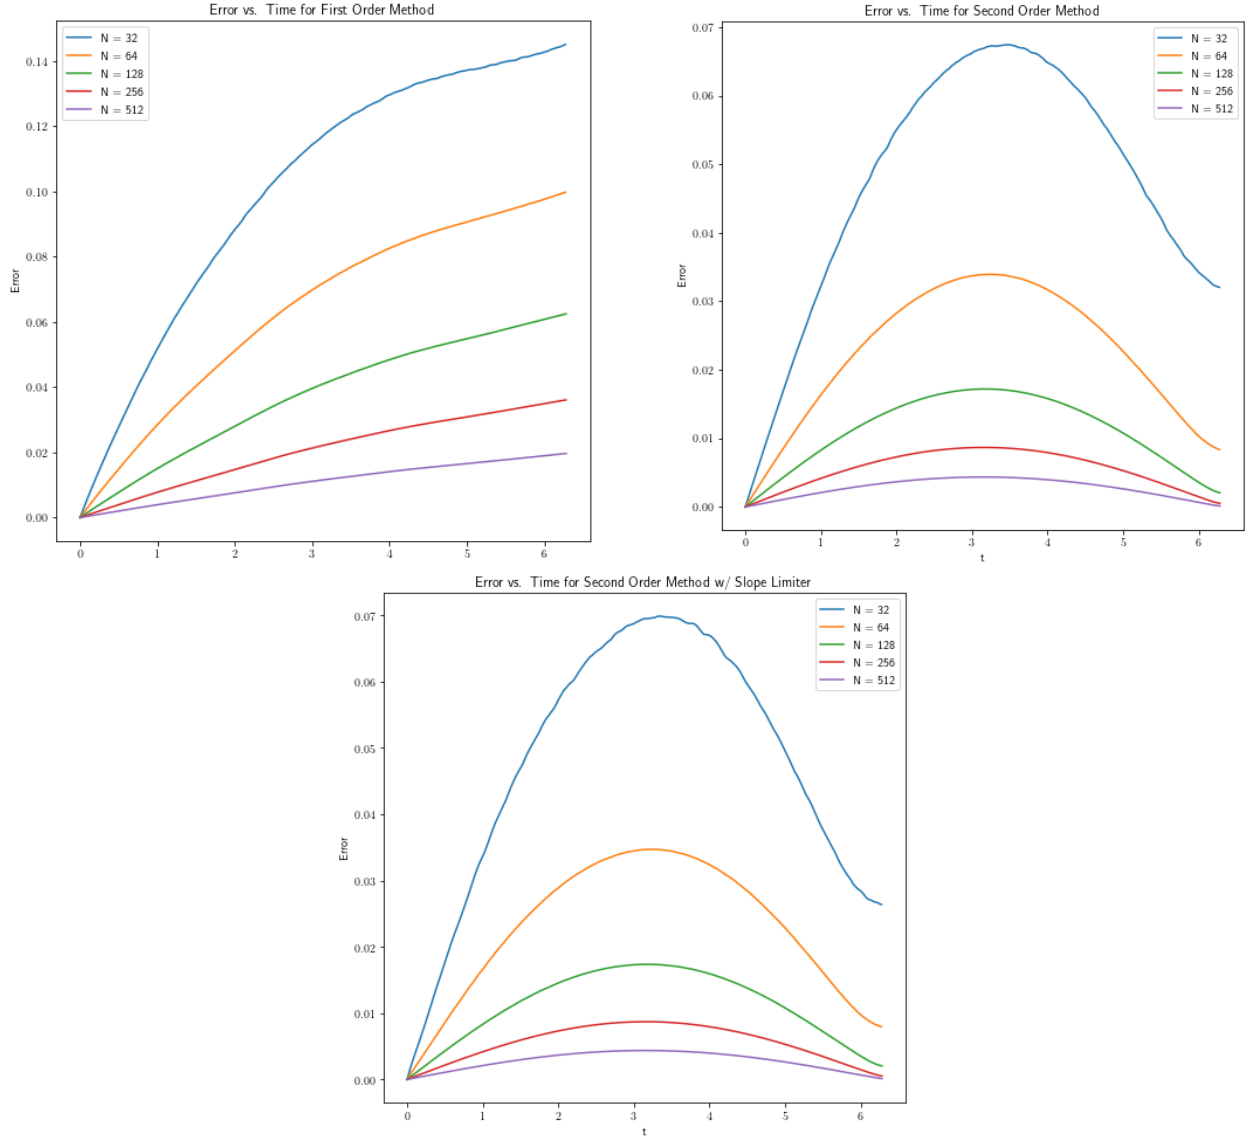 Error vs. Time for First Order Method
N = 32
N = 64
N = 128
N = 256
N = 512
0.14
0.12
0.10
0.08
0.06
0.04
0.02
0.00
Error
0 1 2 3 4 5 6
Error vs. Time for Second Order Method
N = 32
N = 64
N = 128
N = 256
N = 512
0.07
0.06
0.05
0.04
0.03
0.02
0.01
0.00
Error
0 1 2 3 4 5 6
t
Error vs. Time for Second Order Method w/ Slope Limiter
N = 32
N = 64
N = 128
N = 256
N = 512
0.07
0.06
0.05
0.04
0.03
0.02
0.01
0.00
Error
0 1 2 3 4 5 6
t